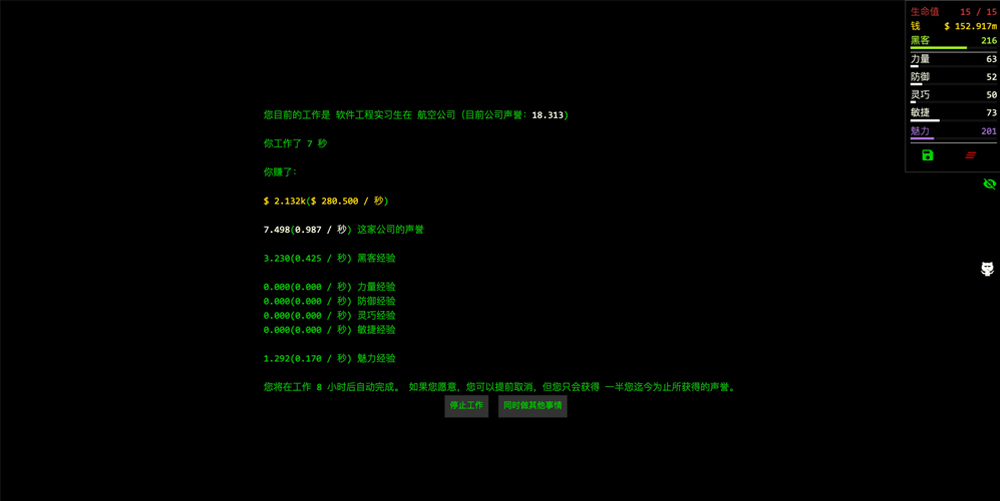 生命值 15 / 15
钱 $ 152.917m
黑客 216
力量 63
防御 52
灵巧 50
敏捷 73
魅力 201
您目前的工作是 软件工程实习生在 航空公司 (目前公司声誉: 18.313)
你工作了 7 秒
你赚了:
$ 2.132k($ 280.500 / 秒)
7.498(0.987 / 秒) 这家公司的声誉
3.230(0.425 / 秒) 黑客经验
0.000(0.000 / 秒) 力量经验
0.000(0.000 / 秒) 防御经验
0.000(0.000 / 秒) 灵巧经验
0.000(0.000 / 秒) 敏捷经验
1.292(0.170 / 秒) 魅力经验
您将在工作 8 小时后自动完成。 如果您愿意，您可以提前取消，但您只会获得 一半您迄今为止所获得的声誉。
停止工作 同时做其他事情